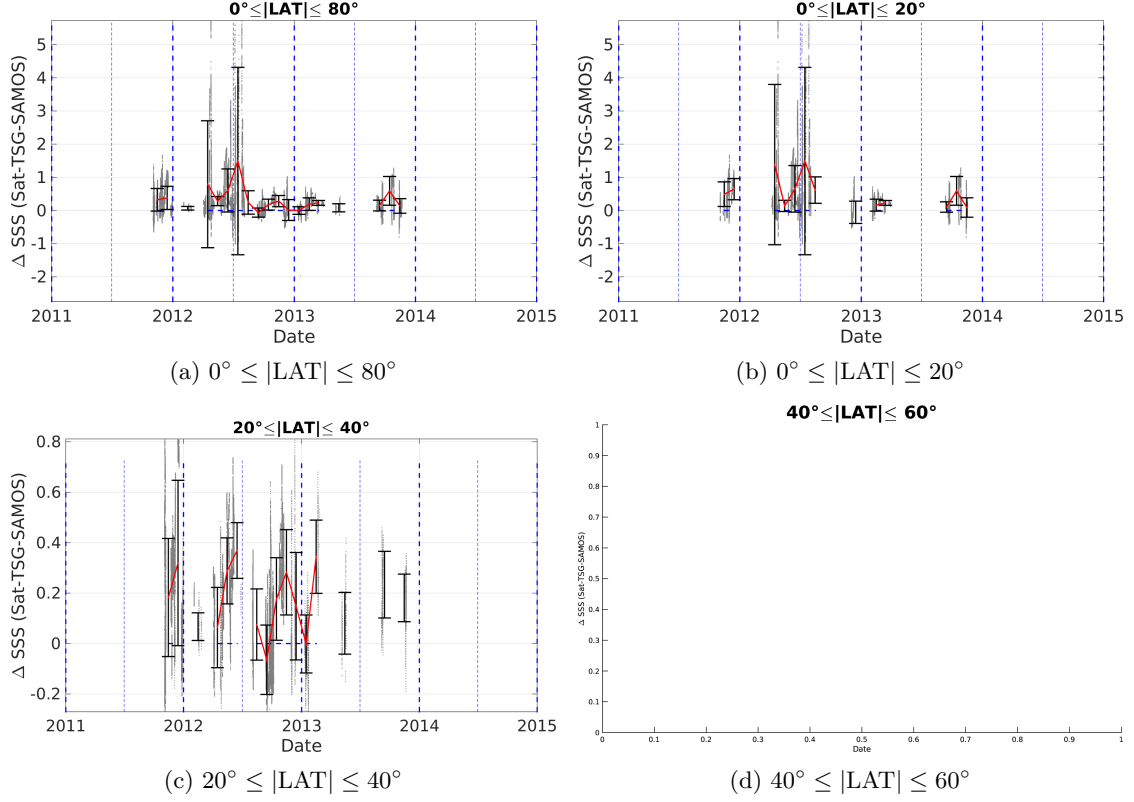 0°≤|LAT|≤ 80°
Δ SSS (Sat-TSG-SAMOS)
5
4
3
2
1
0
-1
-2
2011 2012 2013 2014 2015
Date
(a) 0° ≤ |LAT| ≤ 80°
0°≤|LAT|≤ 20°
Δ SSS (Sat-TSG-SAMOS)
5
4
3
2
1
0
-1
-2
2011 2012 2013 2014 2015
Date
(b) 0° ≤ |LAT| ≤ 20°
20°≤|LAT|≤ 40°
Δ SSS (Sat-TSG-SAMOS)
0.8
0.6
0.4
0.2
0
-0.2
2011 2012 2013 2014 2015
Date
(c) 20° ≤ |LAT| ≤ 40°
40°≤|LAT|≤ 60°
Δ SSS (Sat-TSG-SAMOS)
1
0.9
0.8
0.7
0.6
0.5
0.4
0.3
0.2
0.1
0
0 0.1 0.2 0.3 0.4 0.5 0.6 0.7 0.8 0.9 1
Date
(d) 40° ≤ |LAT| ≤ 60°